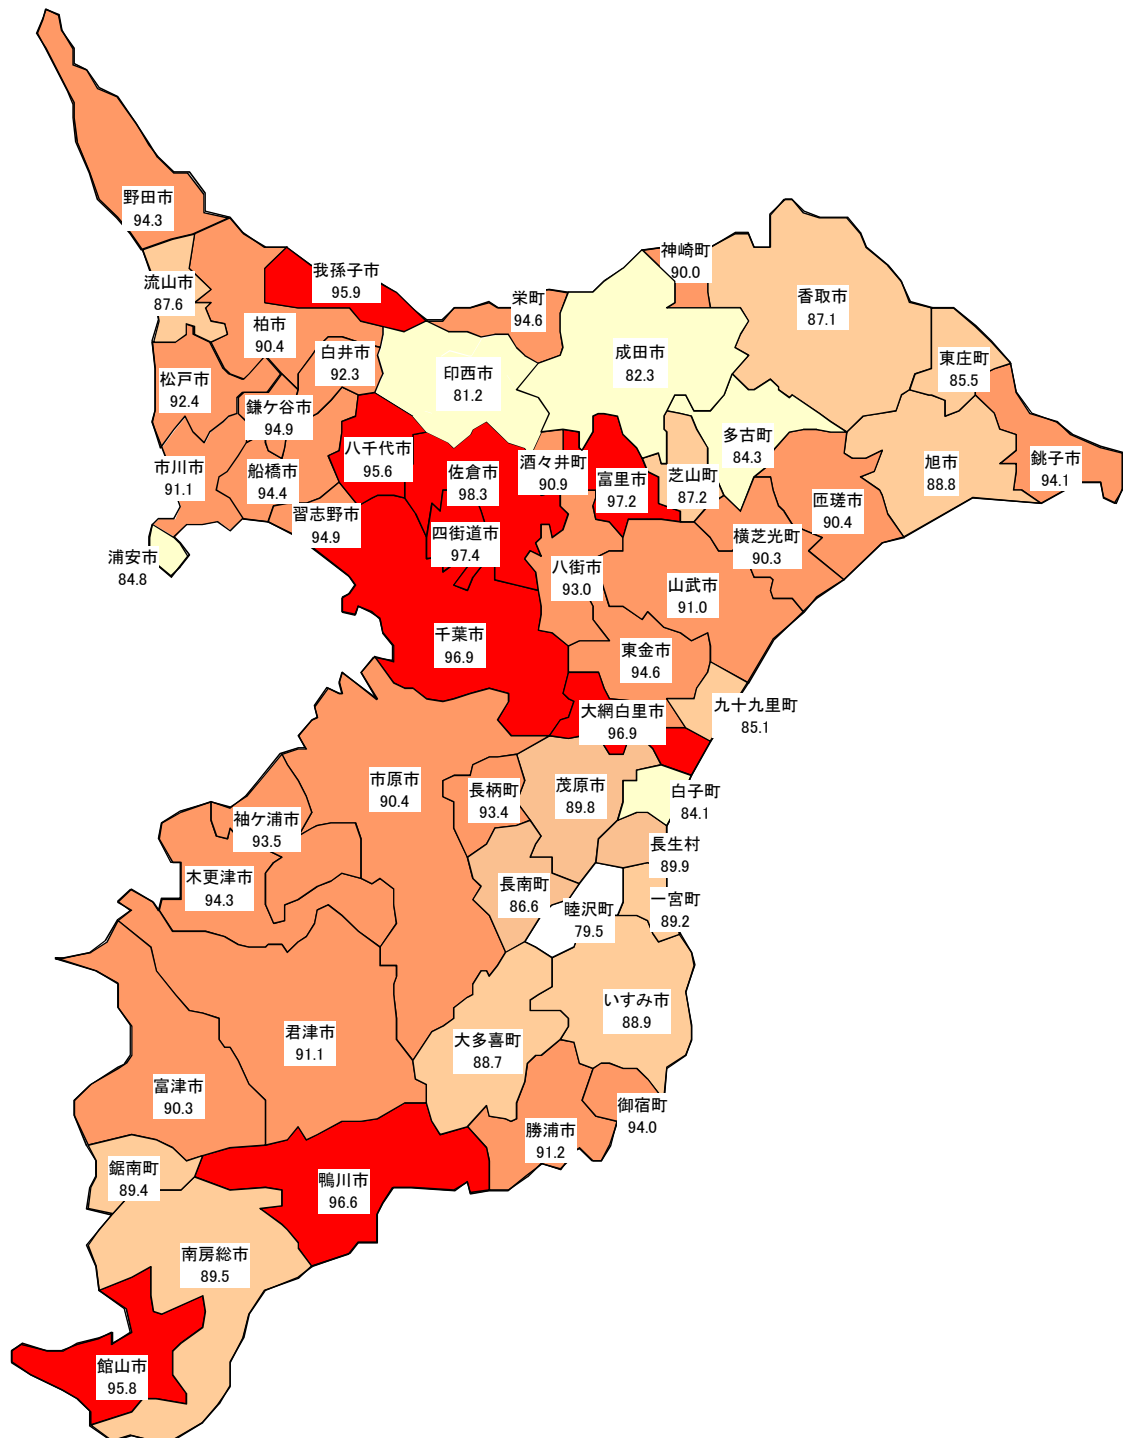 野田市
94.3
流山市
87.6
我孫子市
95.9
柏市
90.4
栄町
94.6
神崎町
90.0
香取市
87.1
東庄町
85.5
松戸市
92.4
白井市
92.3
印西市
81.2
成田市
82.3
鎌ケ谷市
94.9
多古町
84.3
市川市
91.1
船橋市
94.4
八千代市
95.6
佐倉市
98.3
酒々井町
90.9
富里市
97.2
芝山町
87.2
旭市
88.8
銚子市
94.1
習志野市
94.9
四街道市
97.4
匝瑳市
90.4
横芝光町
90.3
浦安市
84.8
八街市
93.0
山武市
91.0
千葉市
96.9
東金市
94.6
大網白里市
96.9
九十九里町
85.1
市原市
90.4
長柄町
93.4
茂原市
89.8
白子町
84.1
袖ケ浦市
93.5
長生村
89.9
木更津市
94.3
長南町
86.6
睦沢町
79.5
一宮町
89.2
いすみ市
88.9
君津市
91.1
大多喜町
88.7
富津市
90.3
御宿町
94.0
勝浦市
91.2
鋸南町
89.4
鴨川市
96.6
南房総市
89.5
館山市
95.8